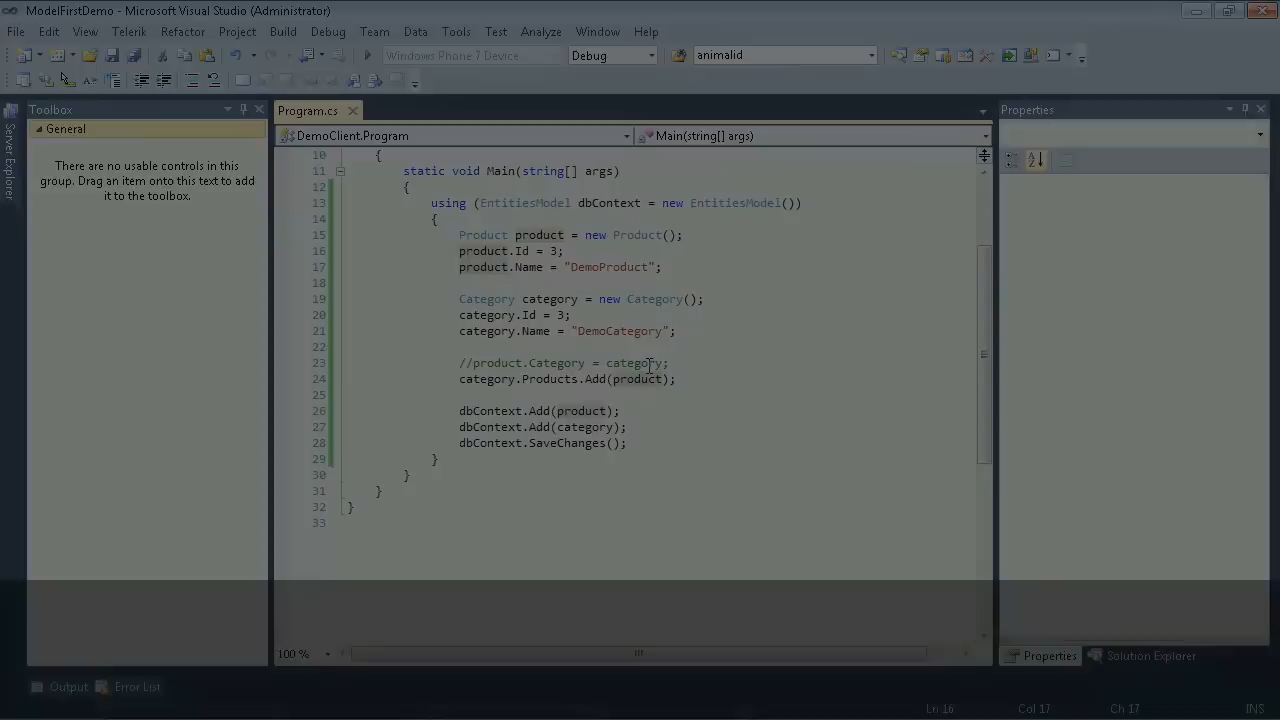 ModelFirstDemo - Microsoft Visual Studio (Administrator)
File Edit View Telerik Refactor Project Build Debug Team Data Tools Test Analyze Window Help
Windows Phone 7 Device Debug animalid
Server Explorer
Toolbox
General
There are no usable controls in this
group. Drag an item onto this text to add
it to the toolbox.
Program.cs
DemoClient.Program Main(string[] args)
10 {
11 static void Main(string[] args)
12 {
13 using (EntitiesModel dbContext = new EntitiesModel())
14 {
15 Product product = new Product();
16 product.Id = 3;
17 product.Name = "DemoProduct";
18
19 Category category = new Category();
20 category.Id = 3;
21 category.Name = "DemoCategory";
22
23 //product.Category = category;
24 category.Products.Add(product);
25
26 dbContext.Add(product);
27 dbContext.Add(category);
28 dbContext.SaveChanges();
29 }
30 }
31 }
32 }
33
100 %
Properties
Properties Solution Explorer
Output Error List
Ln 16 Col 17 Ch 17 INS